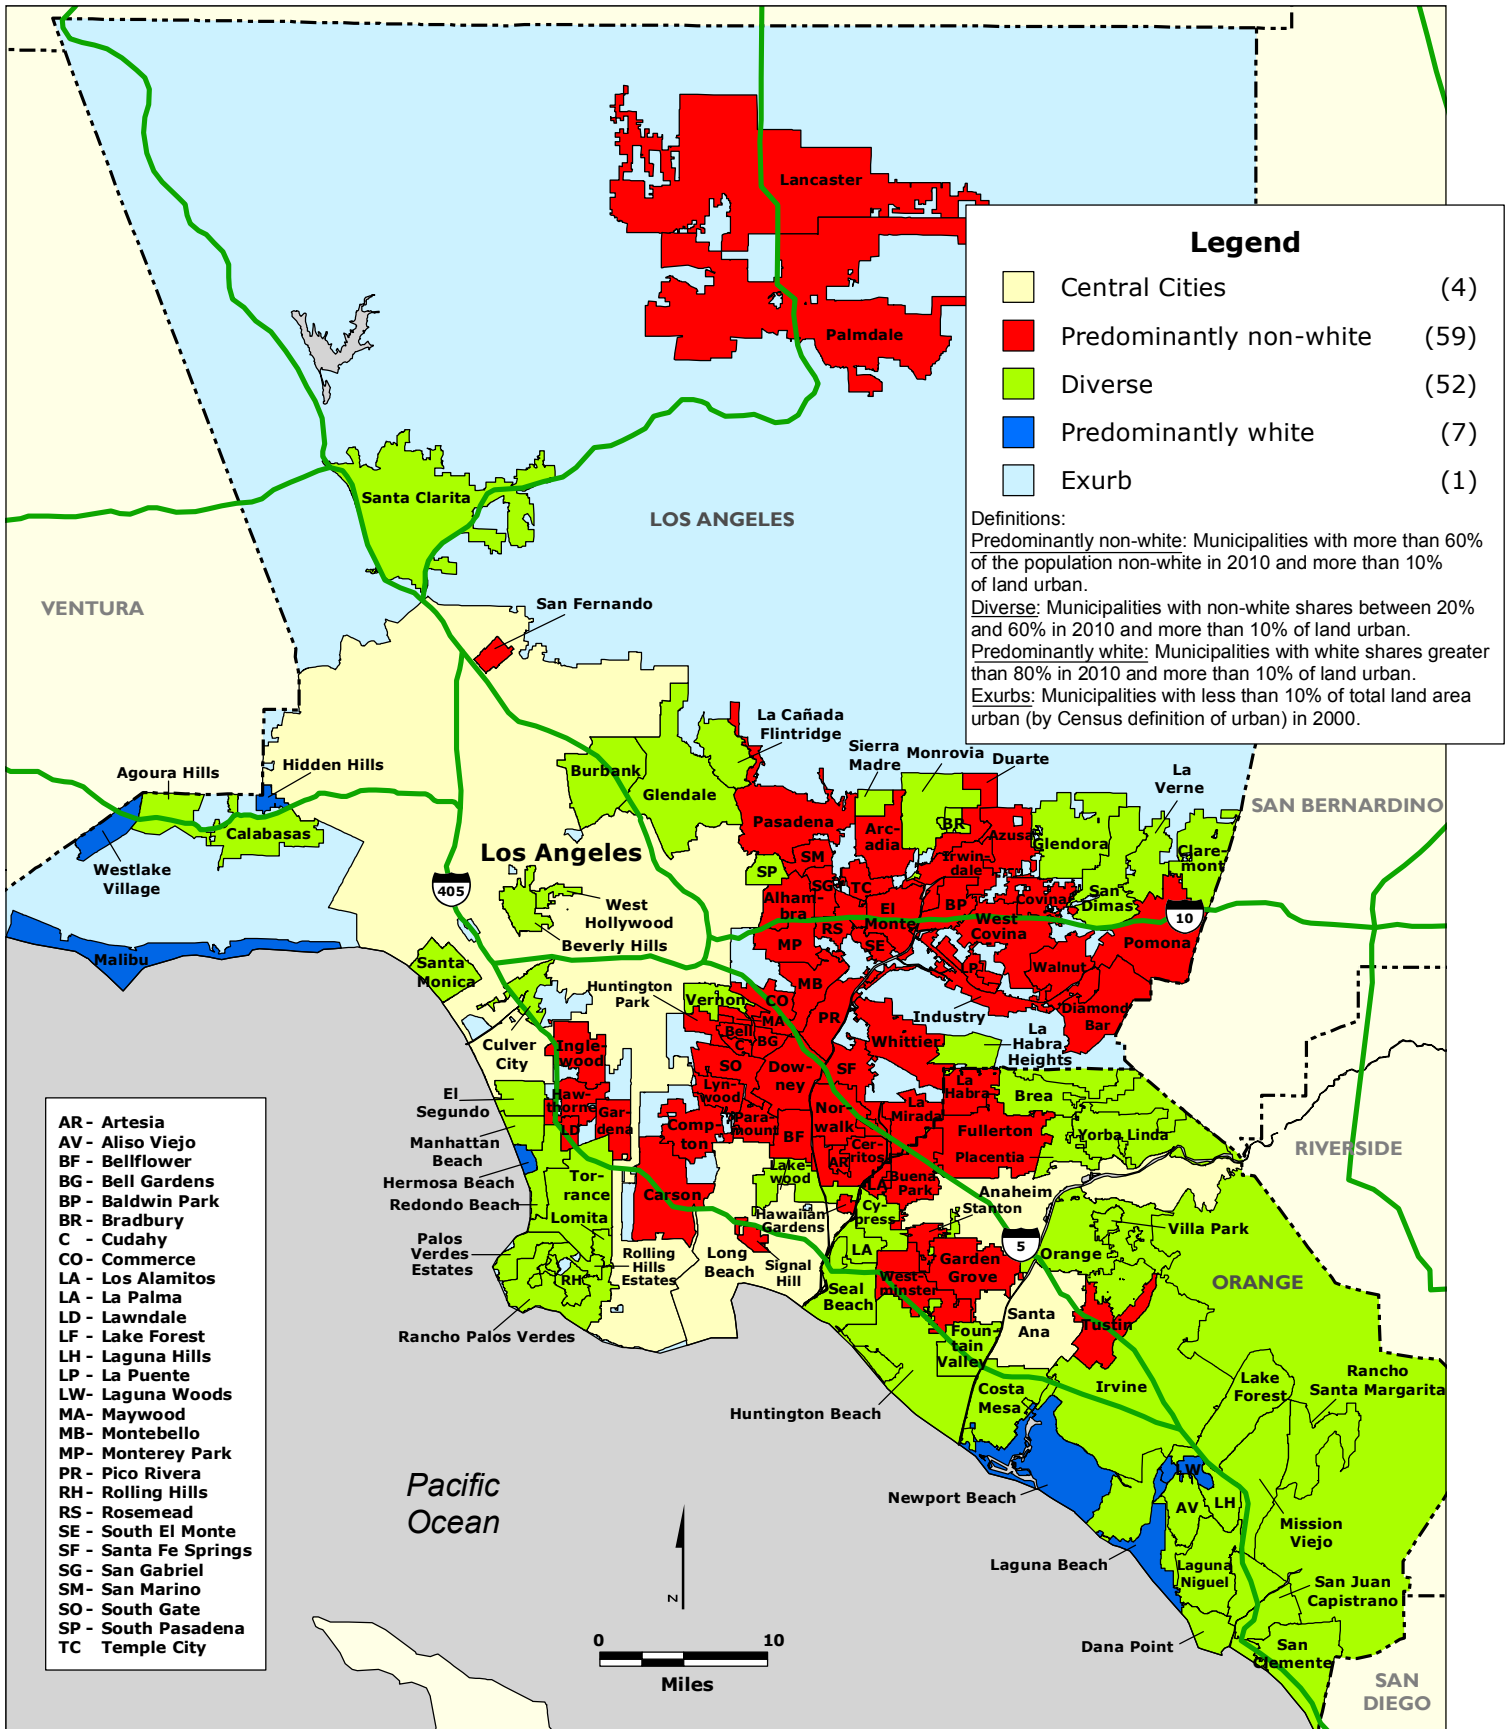 Lancaster
Palmdale
Legend
Central Cities (4)
Predominantly non-white (59)
Diverse (52)
Predominantly white (7)
Exurb (1)
Definitions:
Predominantly non-white: Municipalities with more than 60%
of the population non-white in 2010 and more than 10%
of land urban.
Diverse: Municipalities with non-white shares between 20%
and 60% in 2010 and more than 10% of land urban.
Predominantly white: Municipalities with white shares greater
than 80% in 2010 and more than 10% of land urban.
Exurbs: Municipalities with less than 10% of total land area
urban (by Census definition of urban) in 2000.
Santa Clarita
LOS ANGELES
VENTURA
San Fernando
La Cañada
Flintridge
Sierra
Madre
Monrovia
Duarte
La
Verne
SAN BERNARDINO
Agoura Hills
Hidden Hills
Calabasas
Westlake
Village
Malibu
Burbank
Glendale
Los Angeles
405
West
Hollywood
Beverly Hills
Santa
Monica
Pasadena
Arc-
adia
BR
Azusa
Glendora
Clare-
mont
SM
Irwin-
dale
SP
SG
TC
San
Dimas
Alham-
bra
El
Monte
BP
Covina
West
Covina
10
RS
MP
SE
Pomona
LP
Walnut
MB
Huntington
Park
Vernon
CO
MA
PR
Industry
Diamond
Bar
Bell
C
BG
Whittier
La
Habra
Heights
Culver
City
Ingle-
wood
SO
Dow-
ney
SF
El
Segundo
Haw-
thorne
Gar-
dena
LD
Lyn-
wood
Para-
mount
Comp-
ton
BF
Nor-
walk
La
Mirada
La
Habra
Brea
Fullerton
Yorba Linda
Placentia
RIVERSIDE
Manhattan
Beach
Hermosa Beach
Redondo Beach
Tor-
rance
Lomita
Carson
Lake-
wood
AR
Cer-
ritos
LA
Buena
Park
Anaheim
Stanton
Hawaiian
Gardens
Cy-
press
Villa Park
Palos
Verdes
Estates
Rolling
Hills
Estates
RH
Rancho Palos Verdes
Long
Beach
Signal
Hill
LA
5
Orange
Garden
Grove
West-
minster
Seal
Beach
ORANGE
Santa
Ana
Tustin
Foun-
tain
Valley
Costa
Mesa
Irvine
Lake
Forest
Rancho
Santa Margarita
Huntington Beach
Newport Beach
LW
AV
LH
Mission
Viejo
Laguna Beach
Laguna
Niguel
San Juan
Capistrano
Dana Point
San
Clemente
SAN
DIEGO
Pacific
Ocean
N
0 10
Miles
AR - Artesia
AV - Aliso Viejo
BF - Bellflower
BG - Bell Gardens
BP - Baldwin Park
BR - Bradbury
C - Cudahy
CO - Commerce
LA - Los Alamitos
LA - La Palma
LD - Lawndale
LF - Lake Forest
LH - Laguna Hills
LP - La Puente
LW- Laguna Woods
MA- Maywood
MB- Montebello
MP- Monterey Park
PR - Pico Rivera
RH- Rolling Hills
RS - Rosemead
SE - South El Monte
SF - Santa Fe Springs
SG - San Gabriel
SM- San Marino
SO - South Gate
SP - South Pasadena
TC Temple City